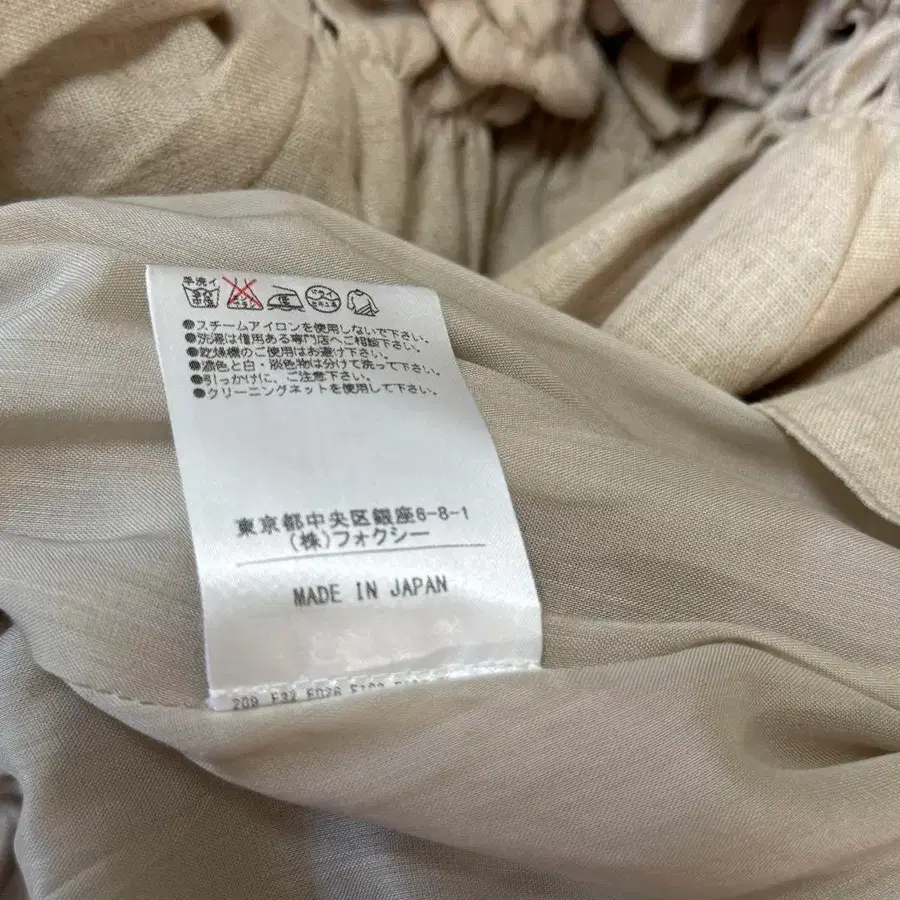 手洗イ
●スチームアイロンを使用しないで下さい。
●洗濯は信用ある専門店へご相談下さい。
●乾燥機のご使用はお避け下さい。
●濃色と白・淡色物は分けて洗って下さい。
●引っかけに、ご注意下さい。
●クリーニングネットを使用して下さい。
東京都中央区銀座6-8-1
(株)フォクシー
MADE IN JAPAN
209 F32